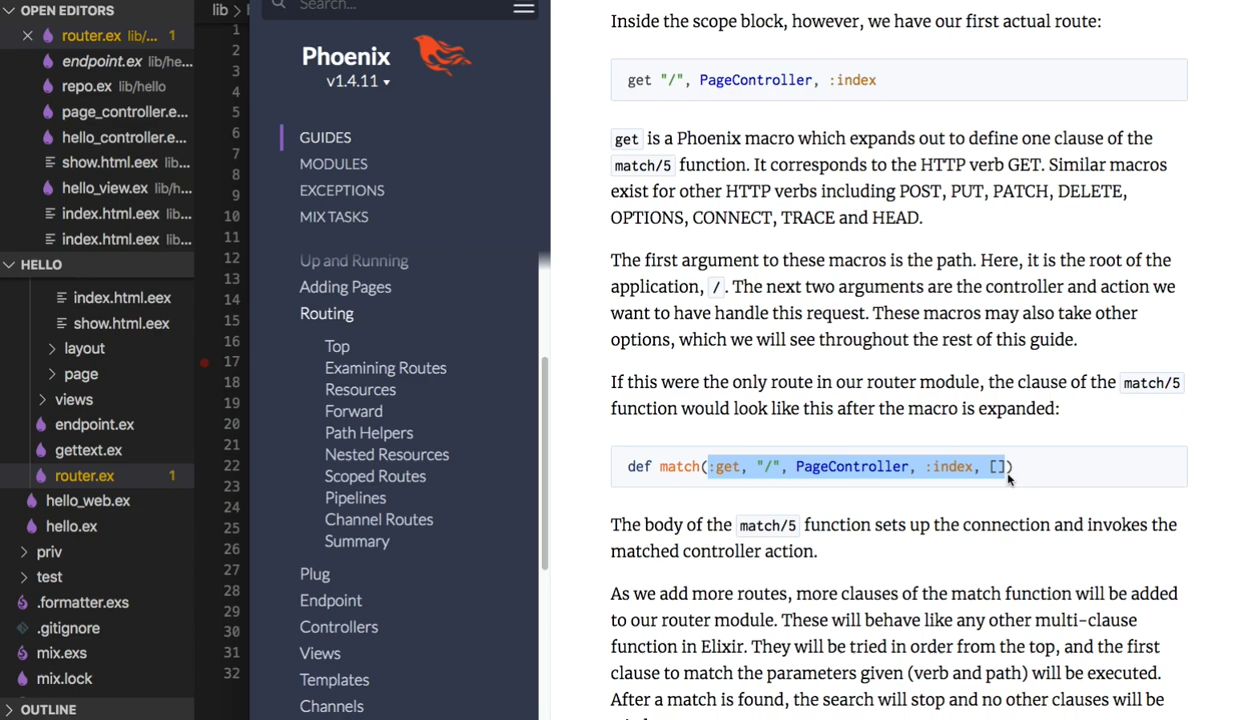 OPEN EDITORS
router.ex lib/... 1
endpoint.ex lib/he...
repo.ex lib/hello
page_controller.e...
hello_controller.e...
show.html.eex lib...
hello_view.ex lib/h...
index.html.eex lib...
index.html.eex lib...
HELLO
index.html.eex
show.html.eex
layout
page
views
endpoint.ex
gettext.ex
router.ex 1
hello_web.ex
hello.ex
priv
test
.formatter.exs
.gitignore
mix.exs
mix.lock
OUTLINE
lib >
1
2
3
4
5
6
7
8
9
10
11
12
13
14
15
16
17
18
19
20
21
22
23
24
25
26
27
28
29
30
31
32
Search...
Phoenix
v1.4.11
GUIDES
MODULES
EXCEPTIONS
MIX TASKS
Up and Running
Adding Pages
Routing
Top
Examining Routes
Resources
Forward
Path Helpers
Nested Resources
Scoped Routes
Pipelines
Channel Routes
Summary
Plug
Endpoint
Controllers
Views
Templates
Channels
Inside the scope block, however, we have our first actual route:
get "/", PageController, :index
get is a Phoenix macro which expands out to define one clause of the
match/5 function. It corresponds to the HTTP verb GET. Similar macros
exist for other HTTP verbs including POST, PUT, PATCH, DELETE,
OPTIONS, CONNECT, TRACE and HEAD.
The first argument to these macros is the path. Here, it is the root of the
application, /. The next two arguments are the controller and action we
want to have handle this request. These macros may also take other
options, which we will see throughout the rest of this guide.
If this were the only route in our router module, the clause of the match/5
function would look like this after the macro is expanded:
def match(:get, "/", PageController, :index, [])
The body of the match/5 function sets up the connection and invokes the
matched controller action.
As we add more routes, more clauses of the match function will be added
to our router module. These will behave like any other multi-clause
function in Elixir. They will be tried in order from the top, and the first
clause to match the parameters given (verb and path) will be executed.
After a match is found, the search will stop and no other clauses will be